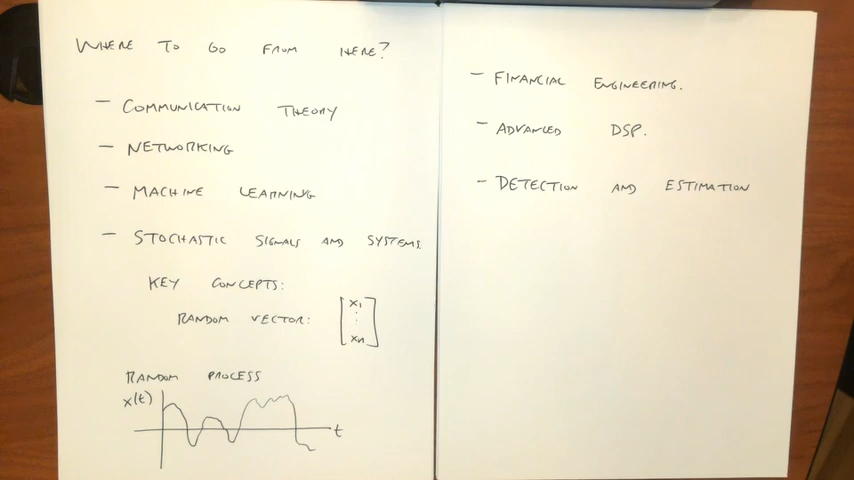 WHERE TO GO FROM HERE?
- COMMUNICATION THEORY
- NETWORKING
- MACHINE LEARNING
- STOCHASTIC SIGNALS AND SYSTEMS.
KEY CONCEPTS:
RANDOM VECTOR: [x1 ⋮ xn]
RANDOM PROCESS
x(t)
t
- FINANCIAL ENGINEERING.
- ADVANCED DSP.
- DETECTION AND ESTIMATION